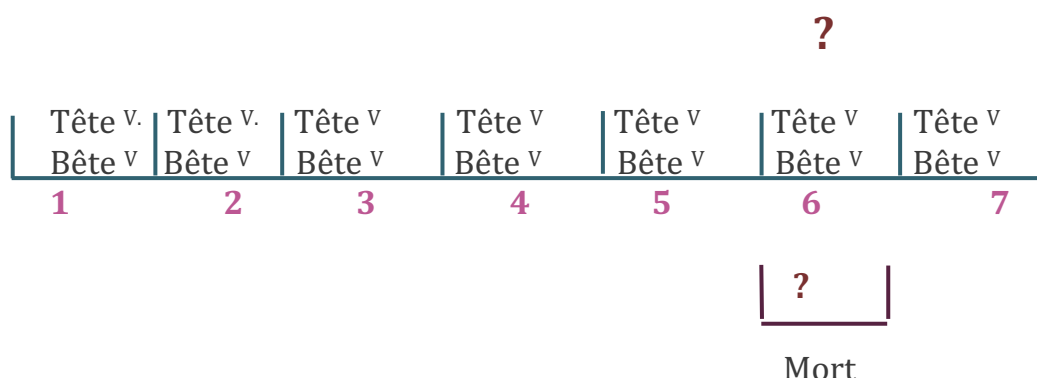 ?
Tête V. Tête V. Tête V Tête V Tête V Tête V Tête V
Bête V Bête V Bête V Bête V Bête V Bête V Bête V
1 2 3 4 5 6 7
?
Mort